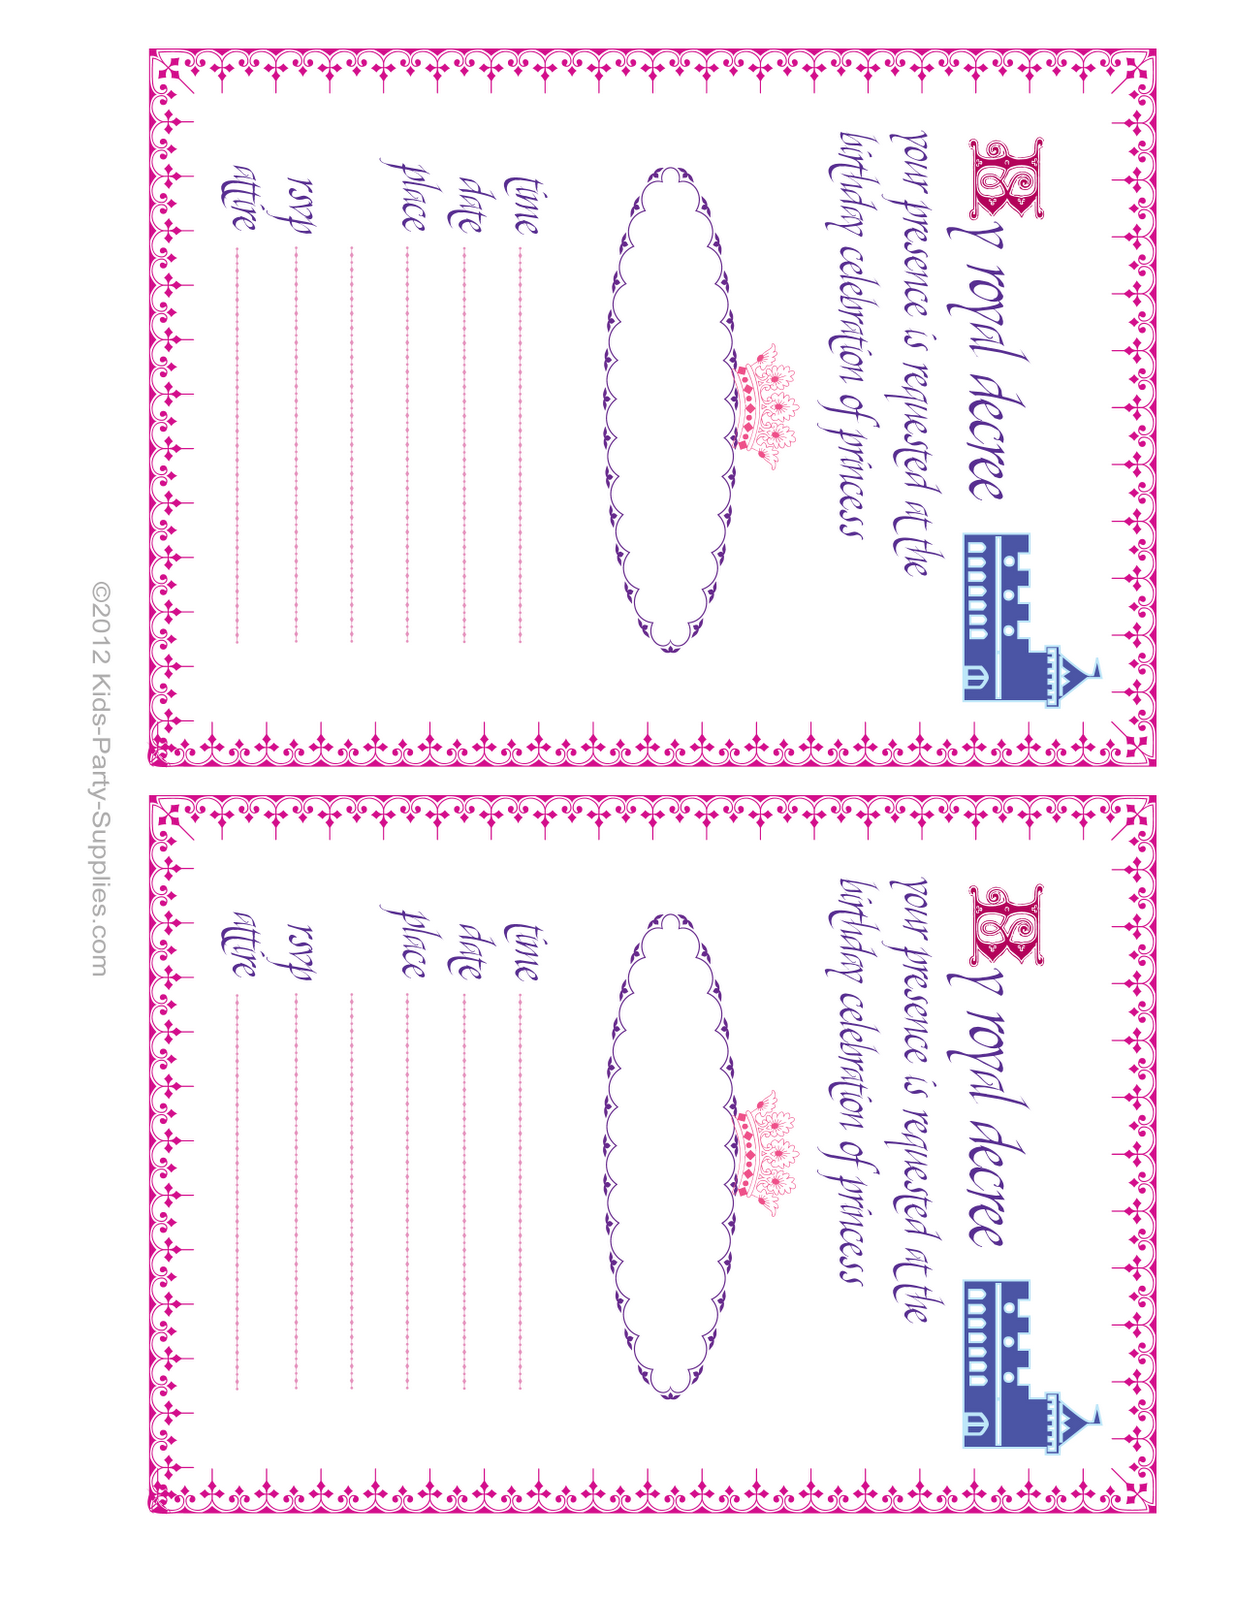 By royal decree
your presence is requested at the
birthday celebration of princess
time
date
place
rsvp
attire
By royal decree
your presence is requested at the
birthday celebration of princess
time
date
place
rsvp
attire
©2012 Kids-Party-Supplies.com